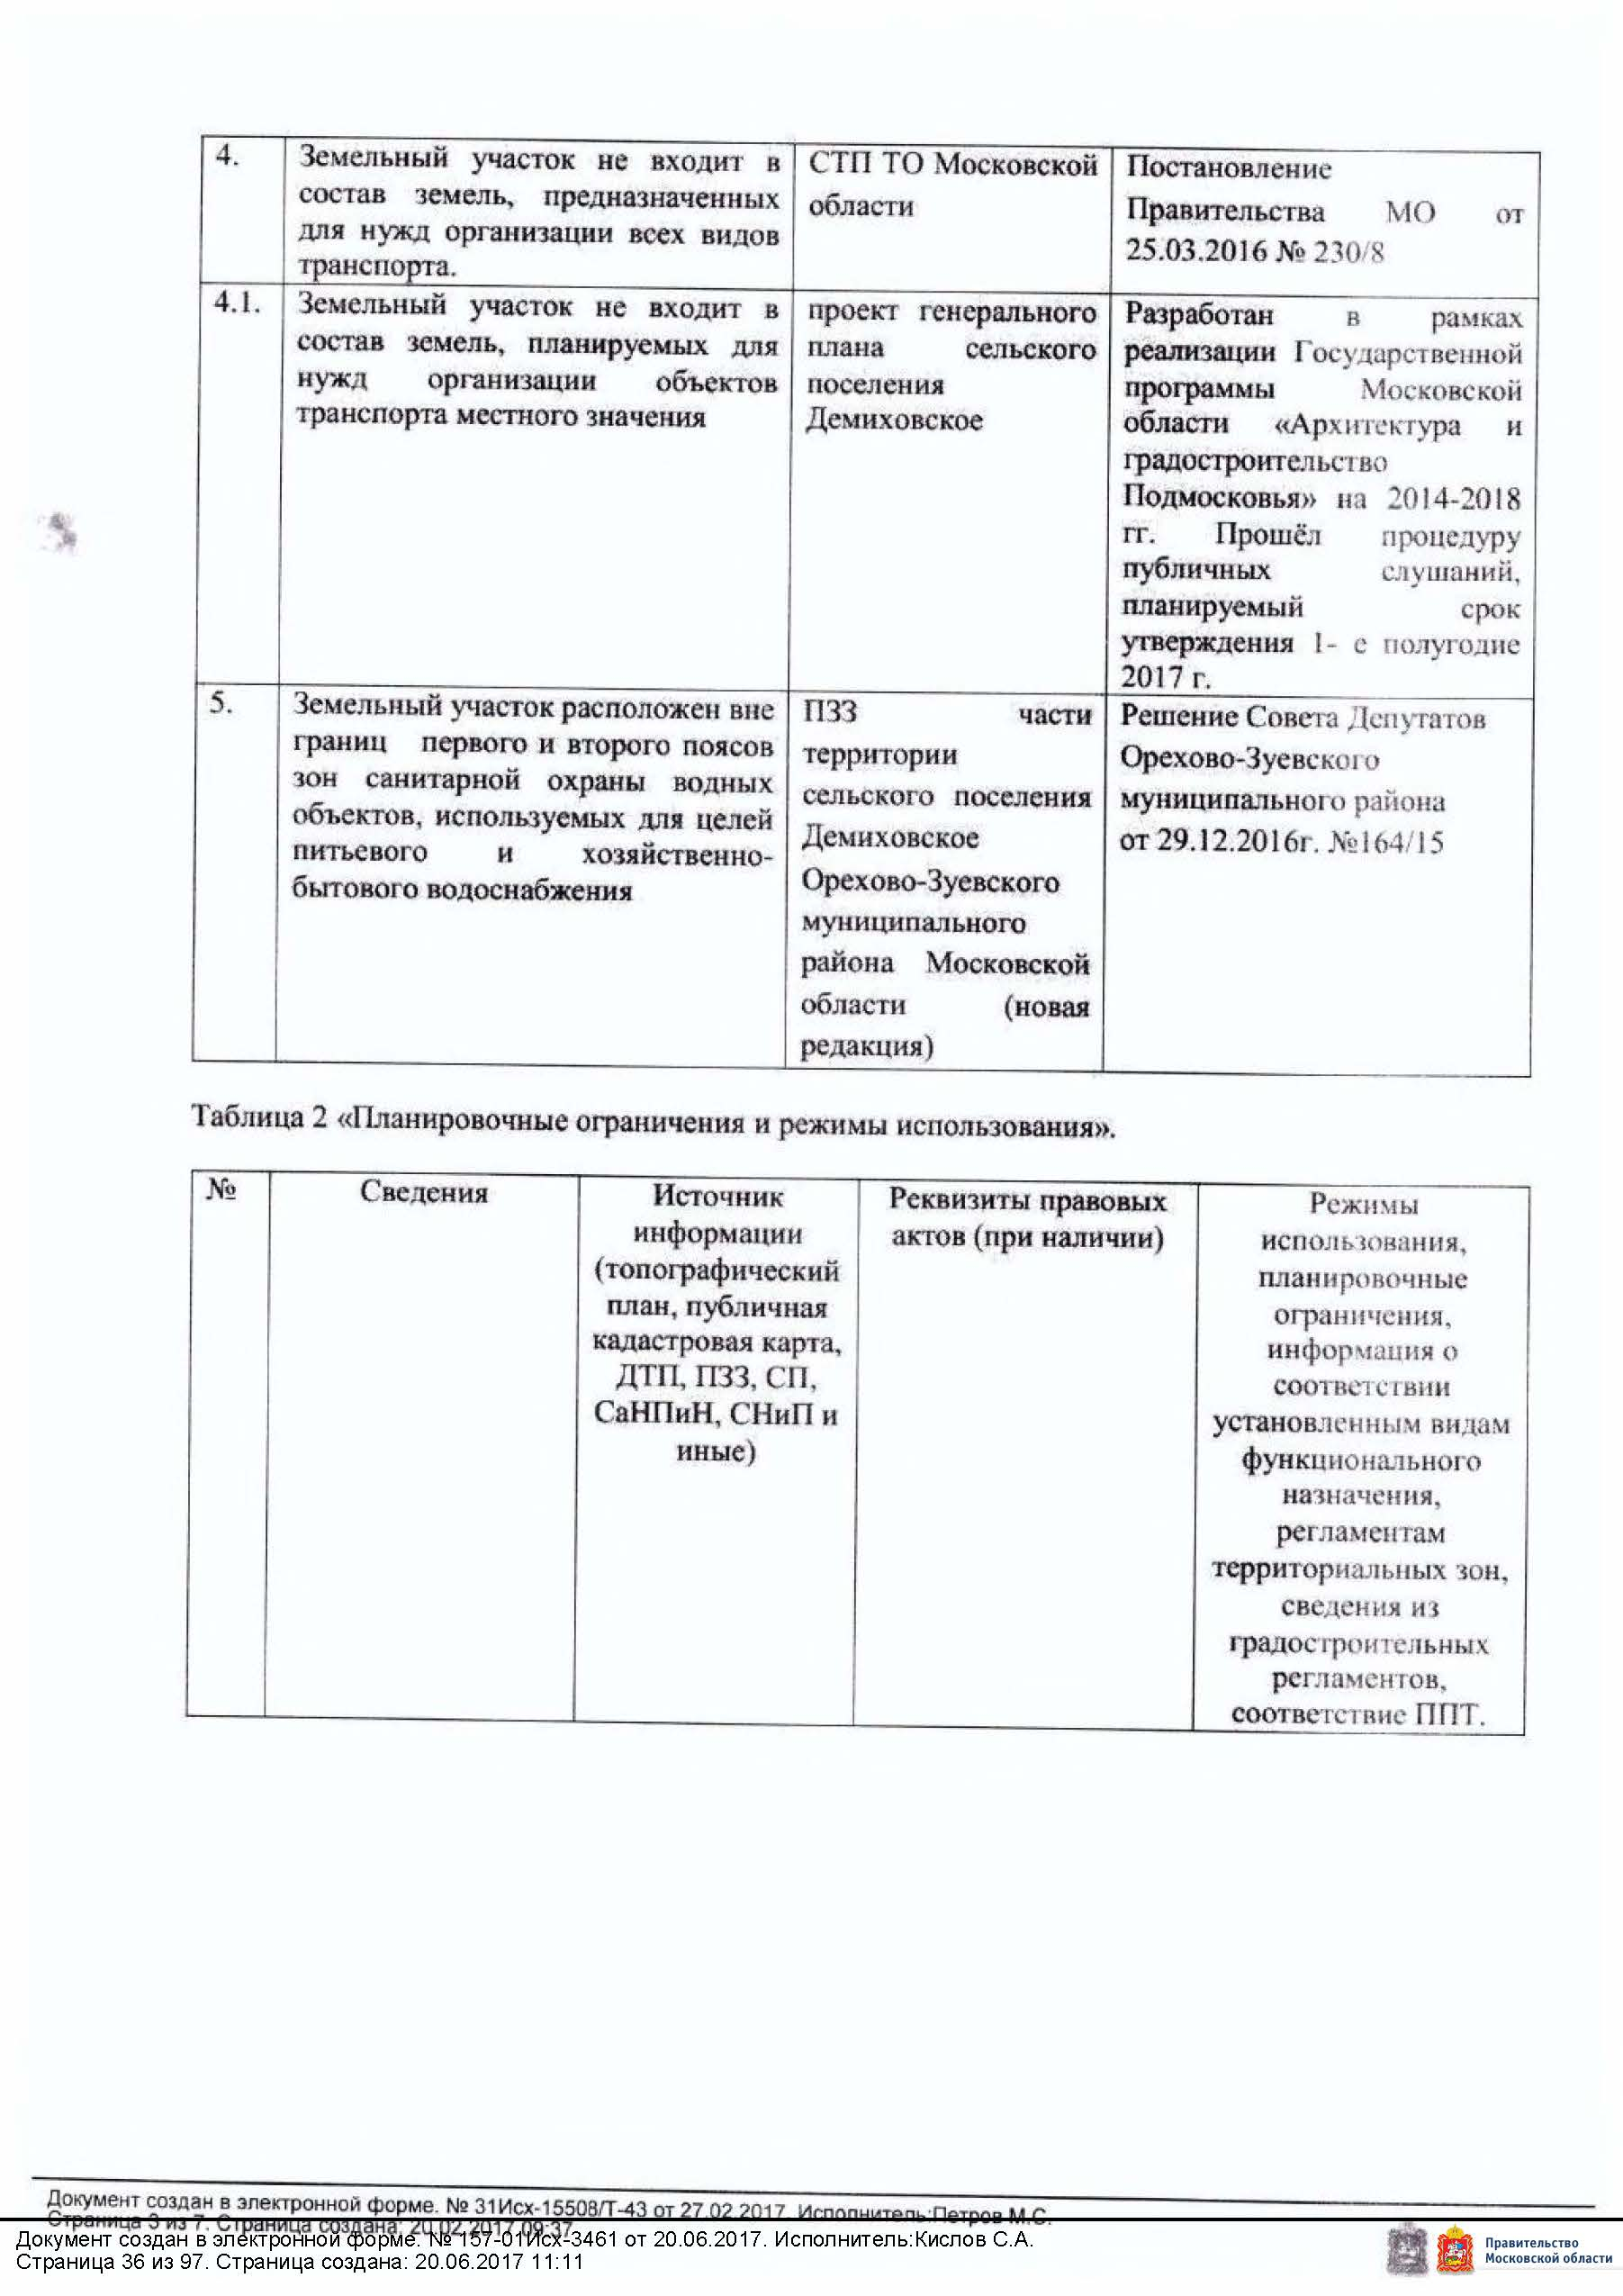 4.
Земельный участок не входит в
состав земель, предназначенных
для нужд организации всех видов
транспорта.
СТП ТО Московской
области
Постановление
Правительства МО от
25.03.2016 № 230/8
4.1.
Земельный участок не входит в
состав земель, планируемых для
нужд организации объектов
транспорта местного значения
проект генерального
плана сельского
поселения
Демиховское
Разработан в рамках
реализации Государственной
программы Московской
области «Архитектура и
градостроительство
Подмосковья» на 2014-2018
гг. Прошёл процедуру
публичных слушаний,
планируемый срок
утверждения 1- е полугодие
2017 г.
5.
Земельный участок расположен вне
границ первого и второго поясов
зон санитарной охраны водных
объектов, используемых для целей
питьевого и хозяйственно-
бытового водоснабжения
ПЗЗ части
территории
сельского поселения
Демиховское
Орехово-Зуевского
муниципального
района Московской
области (новая
редакция)
Решение Совета Депутатов
Орехово-Зуевского
муниципального района
от 29.12.2016г. №164/15
Таблица 2 «Планировочные ограничения и режимы использования».
№
Сведения
Источник
информации
(топографический
план, публичная
кадастровая карта,
ДТП, ПЗЗ, СП,
СаНПиН, СНиП и
иные)
Реквизиты правовых
актов (при наличии)
Режимы
использования,
планировочные
ограничения,
информация о
соответствии
установленным видам
функционального
назначения,
регламентам
территориальных зон,
сведения из
градостроительных
регламентов,
соответствие ППТ.
Документ создан в электронной форме. № 31Исх-15508/Т-43 от 27.02.2017. Исполнитель:Петров М.С.
Страница 3 из 7. Страница создана: 20.02.2017 09:37
Документ создан в электронной форме. № 157-01Исх-3461 от 20.06.2017. Исполнитель:Кислов С.А.
Страница 36 из 97. Страница создана: 20.06.2017 11:11
Правительство
Московской области